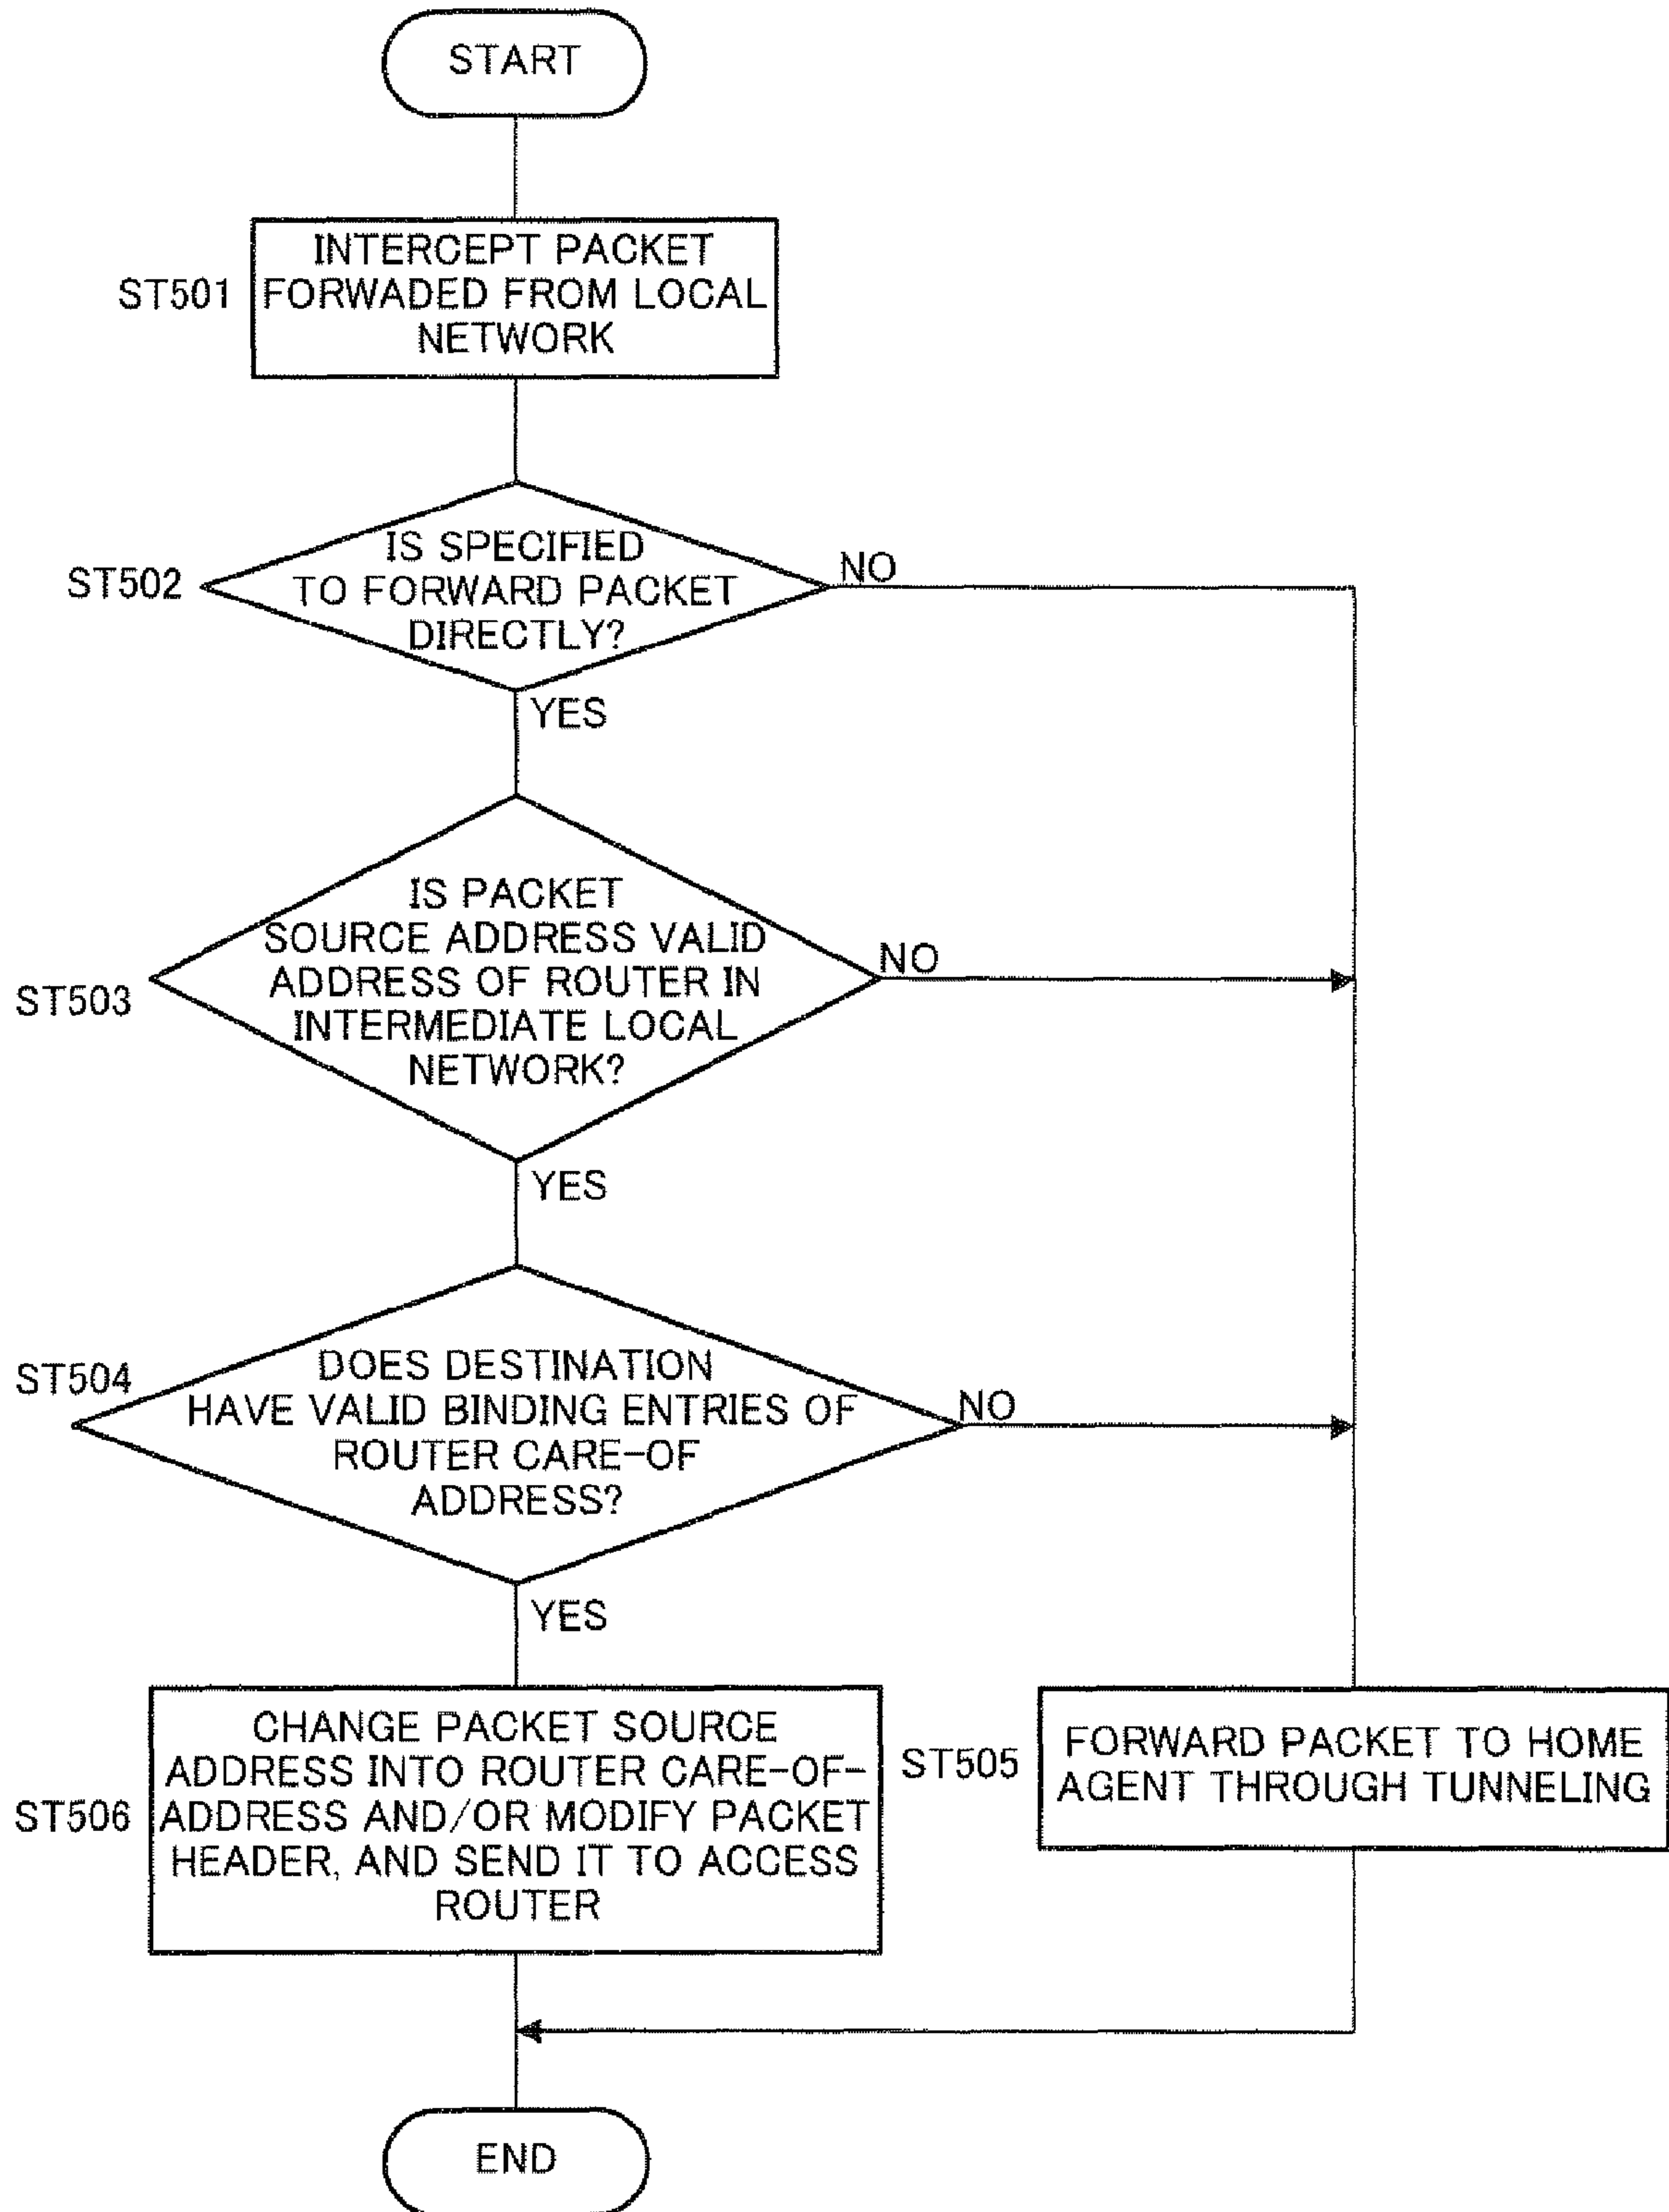 START
INTERCEPT PACKET
ST501
FORWADED FROM LOCAL
NETWORK
IS SPECIFIED
ST502
TO FORWARD PACKET
NO
DIRECTLY?
YES
IS PACKET
SOURCE ADDRESS VALID
NO
ADDRESS OF ROUTER IN
ST503
INTERMEDIATE LOCAL
NETWORK?
YES
DOES DESTINATION
ST504
HAVE VALID BINDING ENTRIES OF
NO
ROUTER CARE-OF
ADDRESS?
YES
CHANGE PACKET SOURCE
ADDRESS INTO ROUTER CARE-OF-
ST506
ADDRESS AND/OR MODIFY PACKET
HEADER, AND SEND IT TO ACCESS
ROUTER
ST505
FORWARD PACKET TO HOME
AGENT THROUGH TUNNELING
END